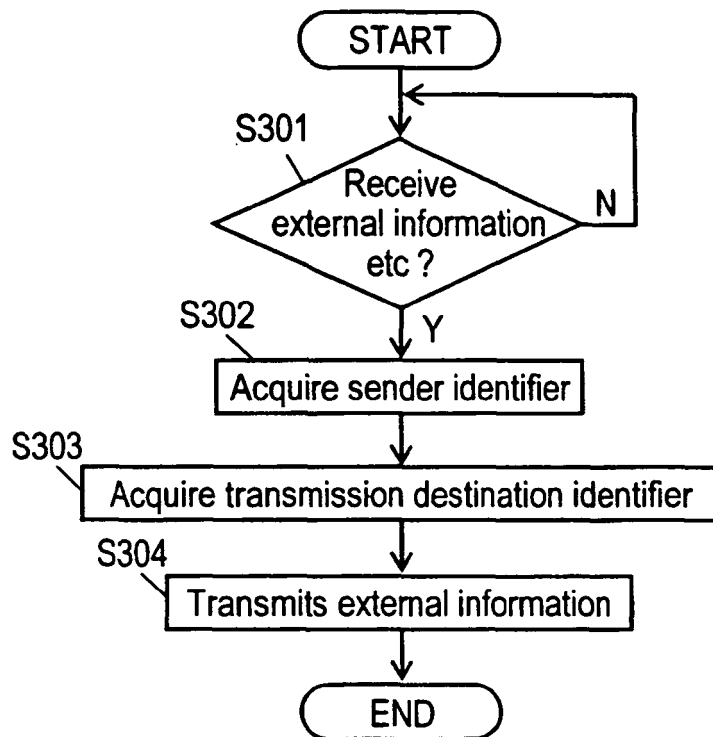 START
S301
Receive
external information
etc ?
N
Y
S302
Acquire sender identifier
S303
Acquire transmission destination identifier
S304
Transmits external information
END